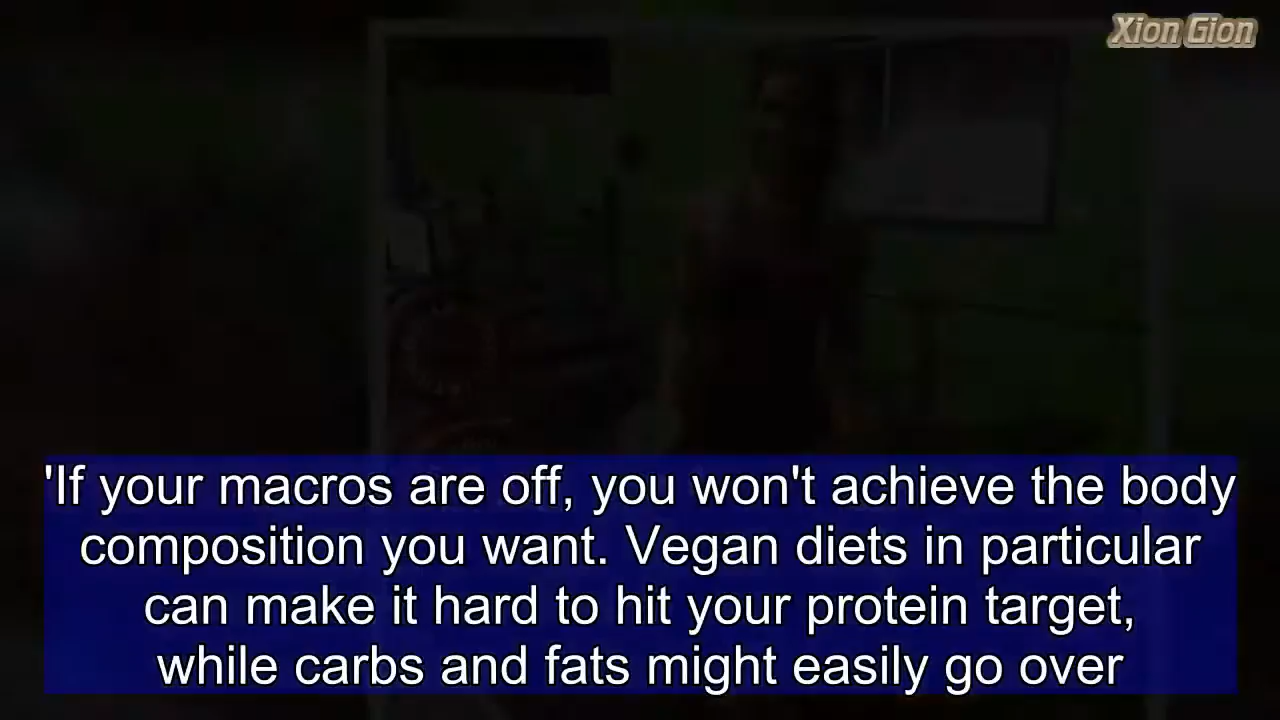 Xion Gion
'If your macros are off, you won't achieve the body
composition you want. Vegan diets in particular
can make it hard to hit your protein target,
while carbs and fats might easily go over